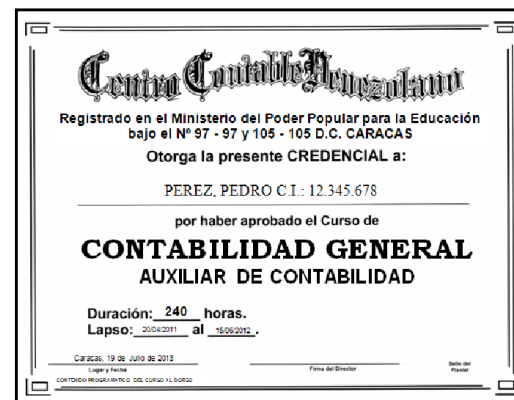 Centro Contable Venezolano
Registrado en el Ministerio del Poder Popular para la Educación
bajo el Nº 97 - 97 y 105 - 105 D.C. CARACAS
Otorga la presente CREDENCIAL a:
PEREZ, PEDRO C.I.: 12.345.678
por haber aprobado el Curso de
CONTABILIDAD GENERAL
AUXILIAR DE CONTABILIDAD
Duración: 240 horas.
Lapso: 20/04/2011 al 15/06/2012.
Caracas, 19 de Julio de 2013
Lugar y Fecha
Firma del Director
Sello del
Plantel
CONTENIDO PROGRAMATICO DEL CURSO AL DORSO